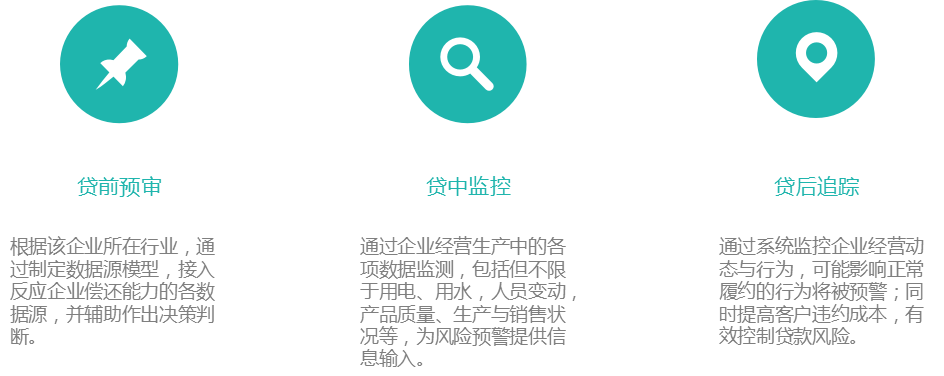 贷前预审
根据该企业所在行业，通
过制定数据源模型，接入
反应企业偿还能力的各数
据源，并辅助作出决策判
断。
贷中监控
通过企业经营生产中的各
项数据监测，包括但不限
于用电、用水，人员变动，
产品质量、生产与销售状
况等，为风险预警提供信
息输入。
贷后追踪
通过系统监控企业经营动
态与行为，可能影响正常
履约的行为将被预警；同
时提高客户违约成本，有
效控制贷款风险。